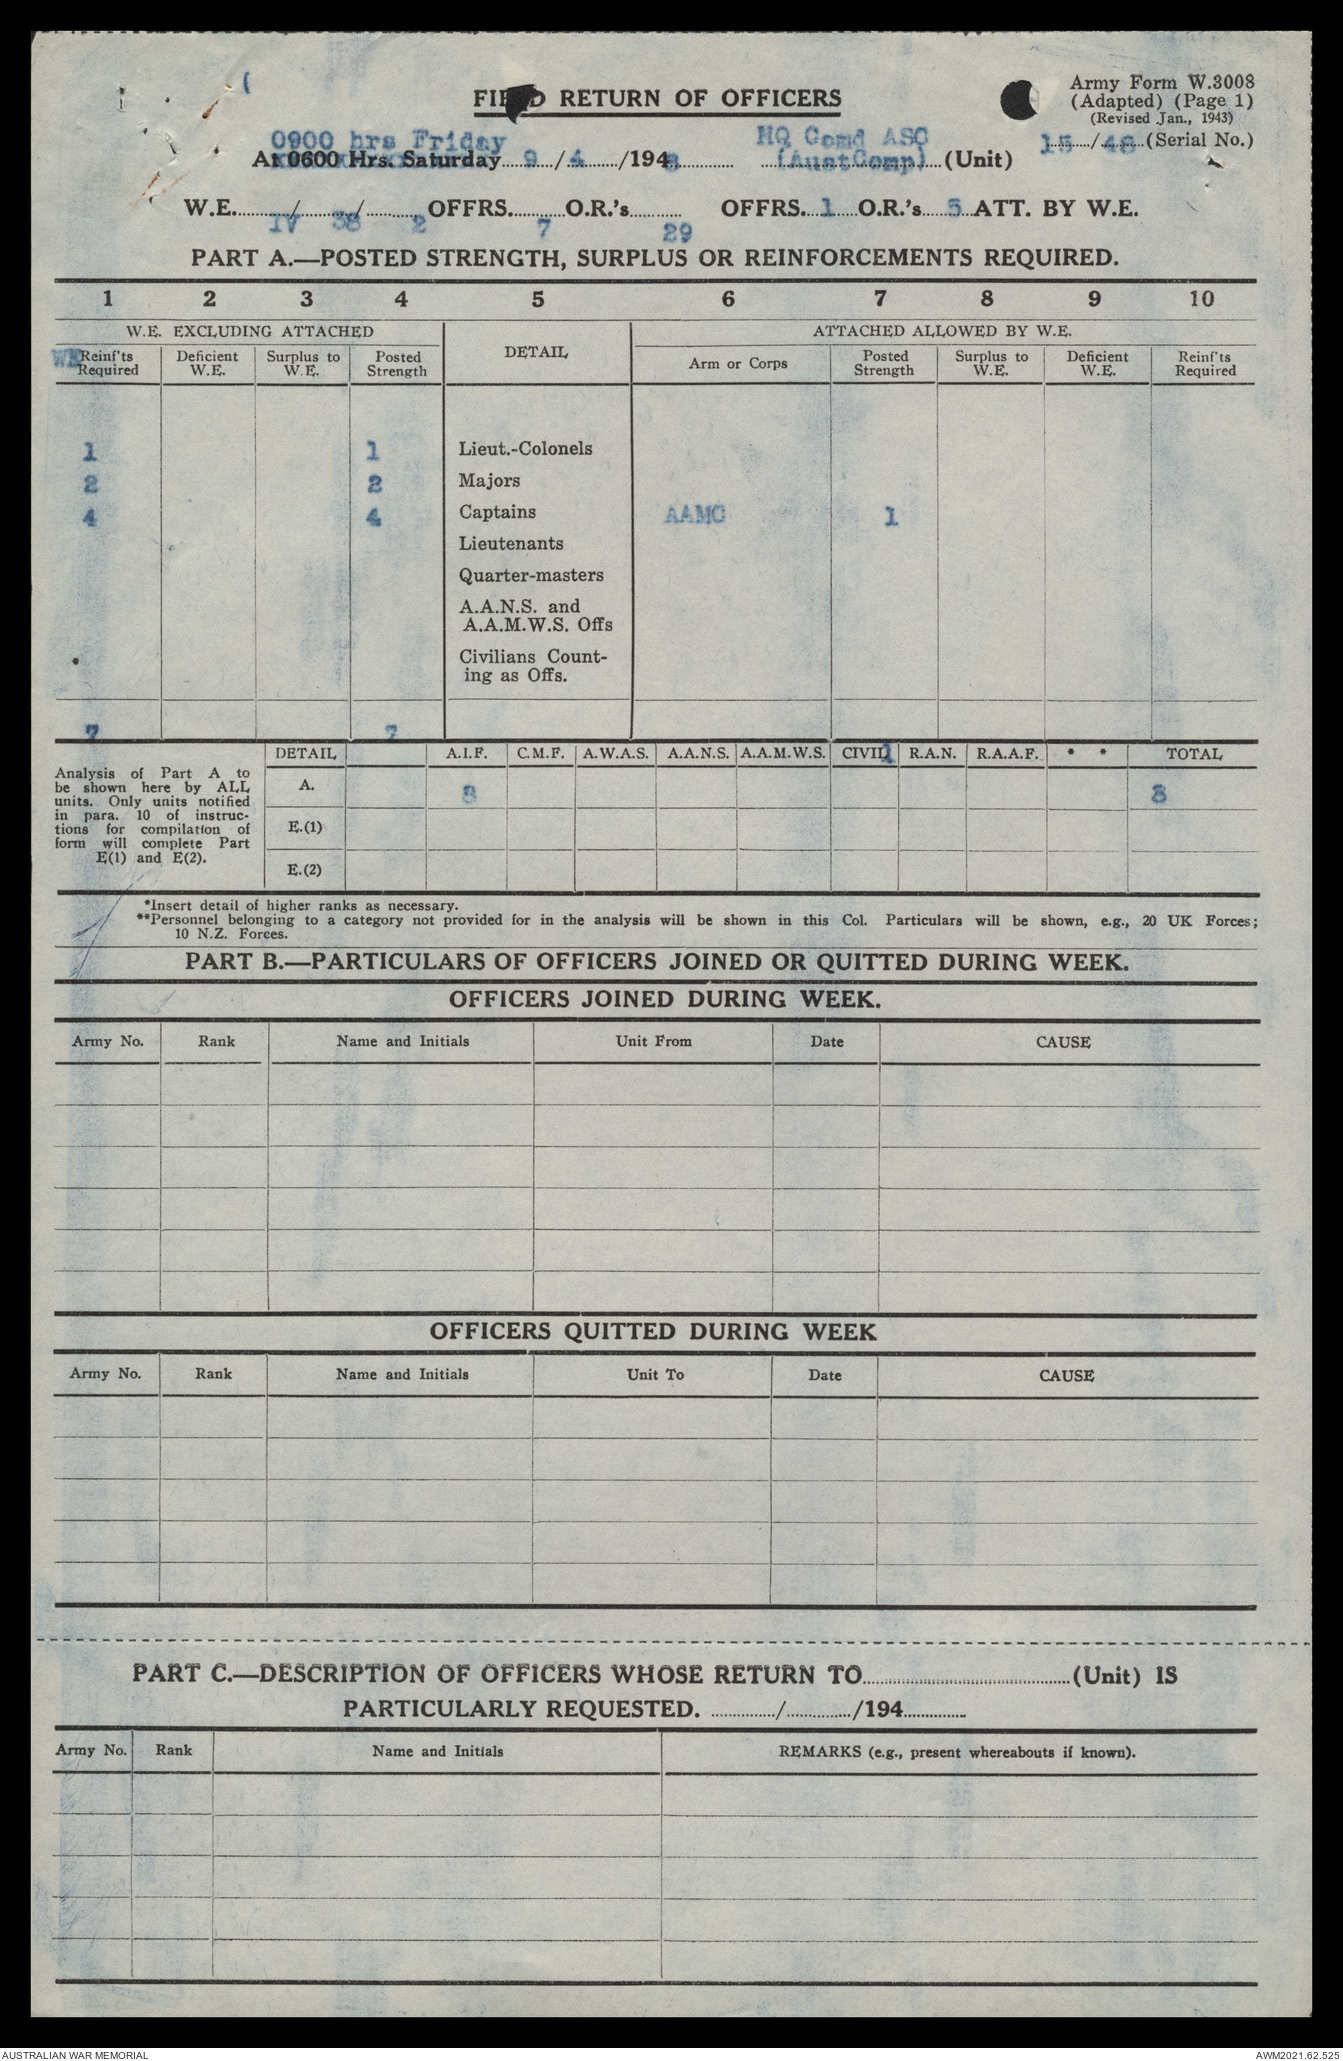 Army Form W.3008
(Adapted) (Page 1)
(Revised Jan., 1943)
FIELD RETURN OF OFFICERS
0900 hrs Friday
HQ Comd ASC
At 0600 Hrs. Saturday 9/4/194 (AustComp) (Unit) 15/48 (Serial No.)
W.E. IV / 38 / 2 OFFRS. 7 O.R.'s 29 OFFRS. 1 O.R.'s 5 ATT. BY W.E.
PART A.—POSTED STRENGTH, SURPLUS OR REINFORCEMENTS REQUIRED.
1 2 3 4 5 6 7 8 9 10
W.E. EXCLUDING ATTACHED DETAIL ATTACHED ALLOWED BY W.E.
WE Reinf'ts Required Deficient W.E. Surplus to W.E. Posted Strength Arm or Corps Posted Strength Surplus to W.E. Deficient W.E. Reinf'ts Required
1 1 Lieut.-Colonels
2 2 Majors
4 4 Captains AAMC 1
Lieutenants
Quarter-masters
A.A.N.S. and
A.A.M.W.S. Offs
Civilians Count-
ing as Offs.
7 7 1
DETAIL A.I.F. C.M.F. A.W.A.S. A.A.N.S. A.A.M.W.S. CIVIL R.A.N. R.A.A.F. * * TOTAL
Analysis of Part A to
be shown here by ALL
units. Only units notified
in para. 10 of instruc-
tions for compilation of
form will complete Part
E(1) and E(2).
A. 8 8
E.(1)
E.(2)
*Insert detail of higher ranks as necessary.
**Personnel belonging to a category not provided for in the analysis will be shown in this Col. Particulars will be shown, e.g., 20 UK Forces;
10 N.Z. Forces.
PART B.—PARTICULARS OF OFFICERS JOINED OR QUITTED DURING WEEK.
OFFICERS JOINED DURING WEEK.
Army No. Rank Name and Initials Unit From Date CAUSE
OFFICERS QUITTED DURING WEEK
Army No. Rank Name and Initials Unit To Date CAUSE
PART C.—DESCRIPTION OF OFFICERS WHOSE RETURN TO (Unit) IS
PARTICULARLY REQUESTED. / /194
Army No. Rank Name and Initials REMARKS (e.g., present whereabouts if known).
AUSTRALIAN WAR MEMORIAL AWM2021.62.525